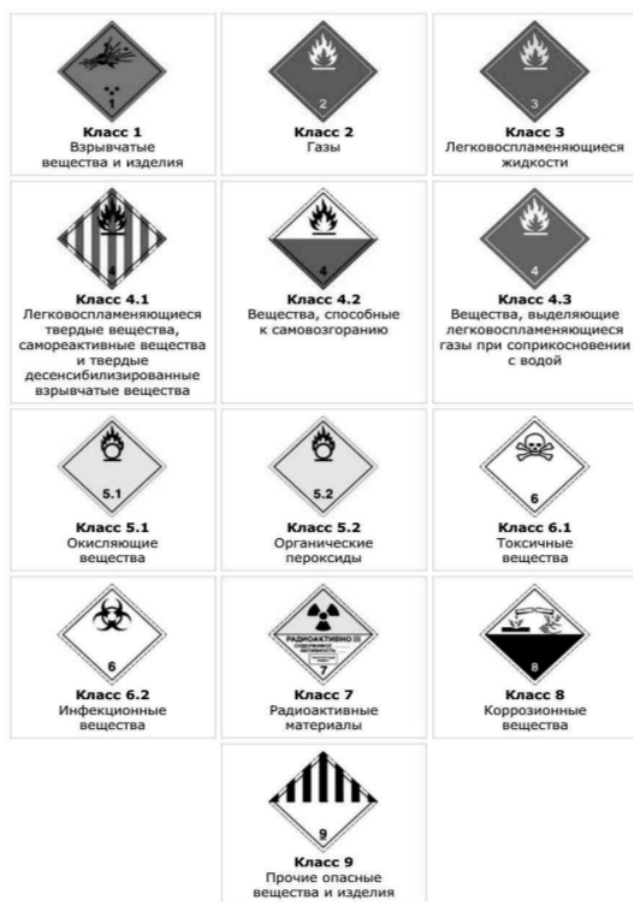 1
Класс 1
Взрывчатые
вещества и изделия
2
Класс 2
Газы
3
Класс 3
Легковоспламеняющиеся
жидкости
4
Класс 4.1
Легковоспламеняющиеся
твердые вещества,
самореактивные вещества
и твердые
десенсибилизированные
взрывчатые вещества
4
Класс 4.2
Вещества, способные
к самовозгоранию
4
Класс 4.3
Вещества, выделяющие
легковоспламеняющиеся
газы при соприкосновении
с водой
5.1
Класс 5.1
Окисляющие
вещества
5.2
Класс 5.2
Органические
пероксиды
6
Класс 6.1
Токсичные
вещества
6
Класс 6.2
Инфекционные
вещества
РАДИОАКТИВНО III
СОДЕРЖИМОЕ
АКТИВНОСТЬ
7
Класс 7
Радиоактивные
материалы
8
Класс 8
Коррозионные
вещества
9
Класс 9
Прочие опасные
вещества и изделия